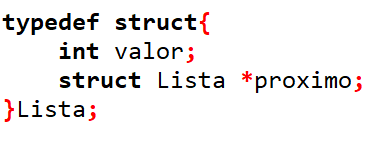 typedef struct{
    int valor;
    struct Lista *proximo;
}Lista;